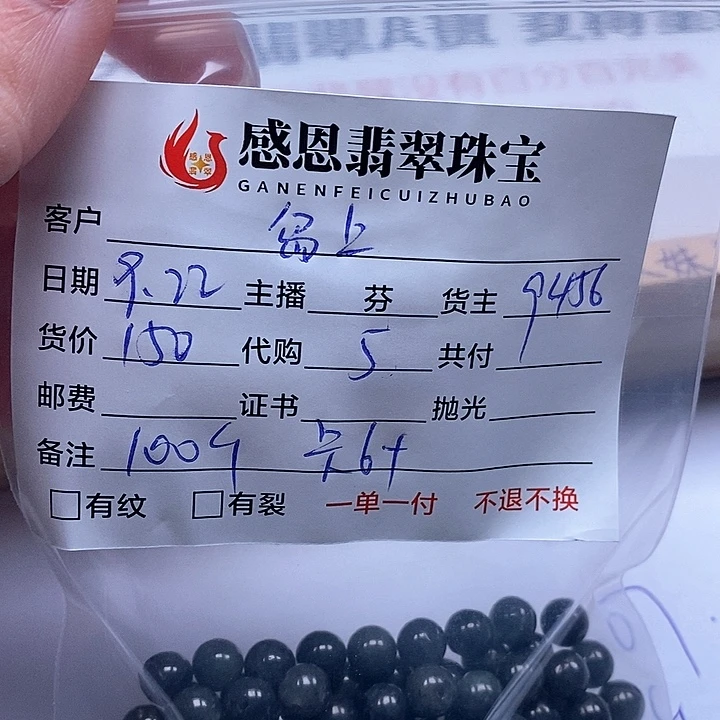 感恩翡翠珠宝
GANENFEICUIZHUBAO
客户
日期 9.22 主播 芬 货主 9456
货价 150 代购 5 共付
邮费 证书 抛光
备注 100个 6+
有纹 有裂 一单一付 不退不换